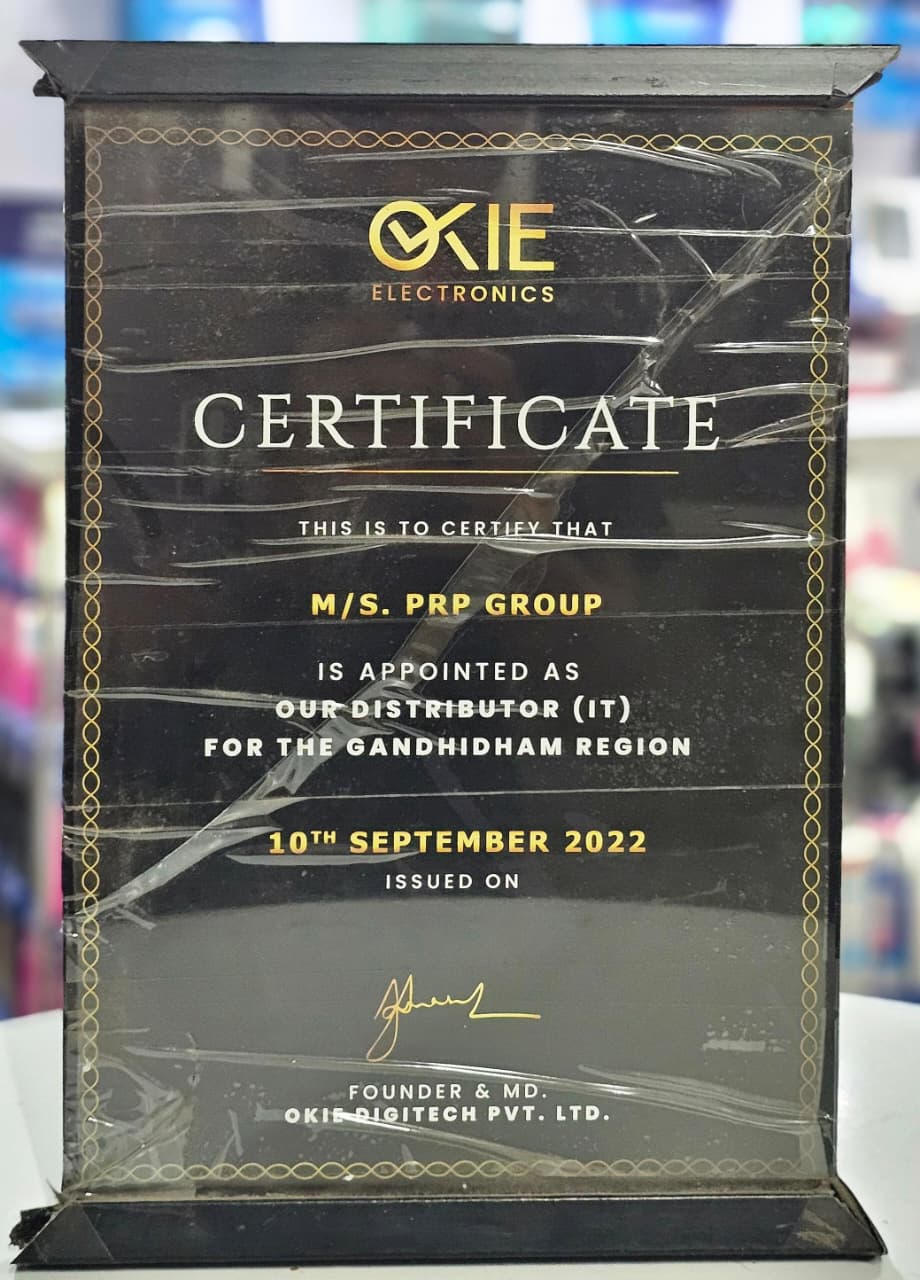 OKIE
ELECTRONICS
CERTIFICATE
THIS IS TO CERTIFY THAT
M/S. PRP GROUP
IS APPOINTED AS
OUR DISTRIBUTOR (IT)
FOR THE GANDHIDHAM REGION
10TH SEPTEMBER 2022
ISSUED ON
FOUNDER & MD.
OKIE DIGITECH PVT. LTD.